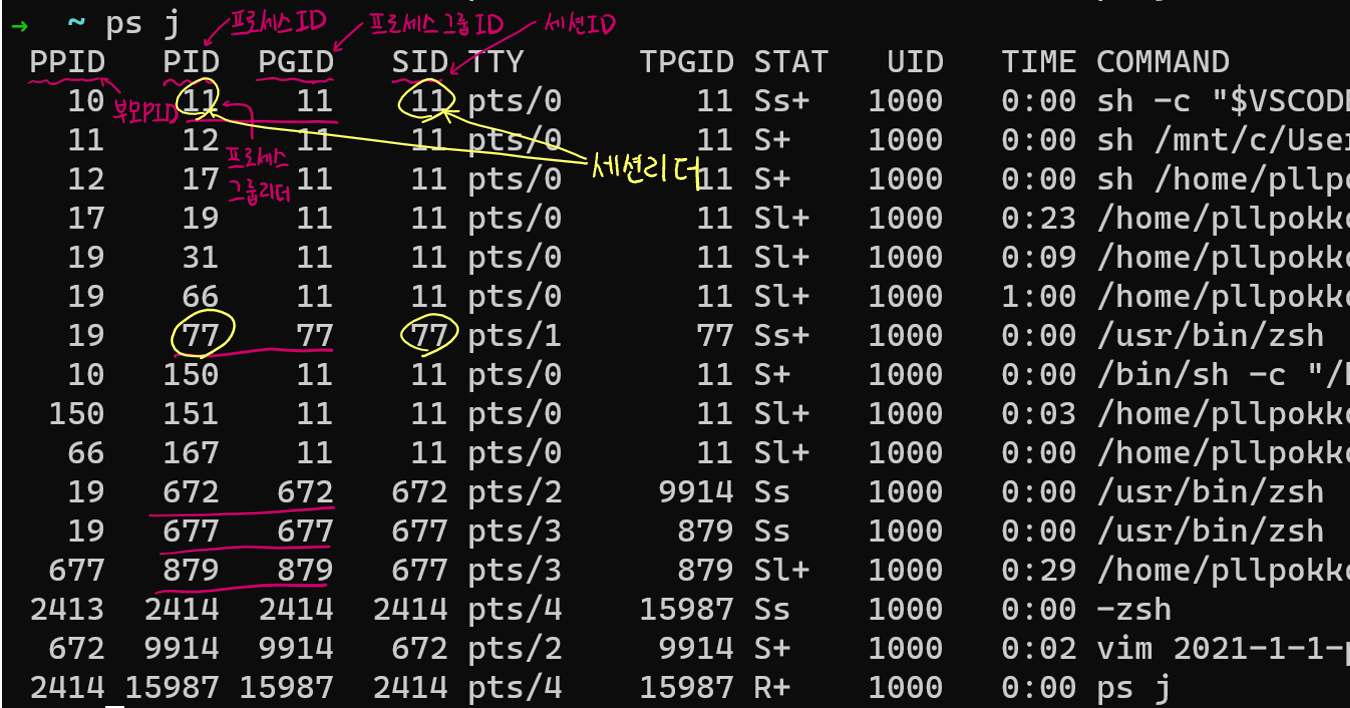 → ~ ps j
프로세스ID 프로세스그룹ID 세션ID
PPID PID PGID SID TTY TPGID STAT UID TIME COMMAND
10 11 11 11 pts/0 11 Ss+ 1000 0:00 sh -c "$VSCODE
부모PID
11 12 11 11 pts/0 11 S+ 1000 0:00 sh /mnt/c/User
프로세스
그룹리더
세션리더
12 17 11 11 pts/0 11 S+ 1000 0:00 sh /home/pllpo
17 19 11 11 pts/0 11 Sl+ 1000 0:23 /home/pllpokko
19 31 11 11 pts/0 11 Sl+ 1000 0:09 /home/pllpokko
19 66 11 11 pts/0 11 Sl+ 1000 1:00 /home/pllpokko
19 77 77 77 pts/1 77 Ss+ 1000 0:00 /usr/bin/zsh
10 150 11 11 pts/0 11 S+ 1000 0:00 /bin/sh -c "/
150 151 11 11 pts/0 11 Sl+ 1000 0:03 /home/pllpokko
66 167 11 11 pts/0 11 Sl+ 1000 0:00 /home/pllpokko
19 672 672 672 pts/2 9914 Ss 1000 0:00 /usr/bin/zsh
19 677 677 677 pts/3 879 Ss 1000 0:00 /usr/bin/zsh
677 879 879 677 pts/3 879 Sl+ 1000 0:29 /home/pllpokko
2413 2414 2414 2414 pts/4 15987 Ss 1000 0:00 -zsh
672 9914 9914 672 pts/2 9914 S+ 1000 0:02 vim 2021-1-1-p
2414 15987 15987 2414 pts/4 15987 R+ 1000 0:00 ps j